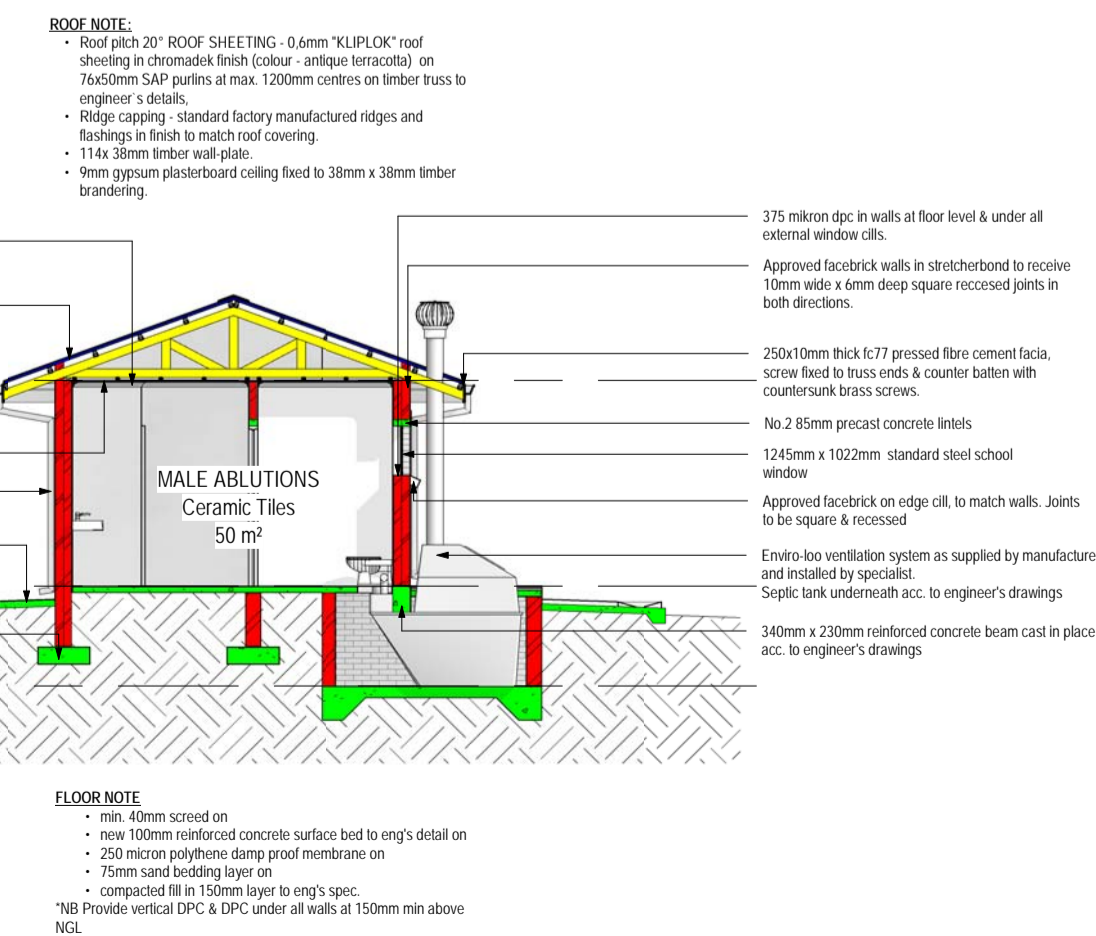 ROOF NOTE:
• Roof pitch 20° ROOF SHEETING - 0,6mm "KLIPLOK" roof
sheeting in chromadek finish (colour - antique terracotta) on
76x50mm SAP purlins at max. 1200mm centres on timber truss to
engineer`s details,
• RIdge capping - standard factory manufactured ridges and
flashings in finish to match roof covering.
• 114x 38mm timber wall-plate.
• 9mm gypsum plasterboard ceiling fixed to 38mm x 38mm timber
brandering.
375 mikron dpc in walls at floor level & under all
external window cills.
Approved facebrick walls in stretcherbond to receive
10mm wide x 6mm deep square reccesed joints in
both directions.
250x10mm thick fc77 pressed fibre cement facia,
screw fixed to truss ends & counter batten with
countersunk brass screws.
No.2 85mm precast concrete lintels
1245mm x 1022mm standard steel school
window
Approved facebrick on edge cill, to match walls. Joints
to be square & recessed
Enviro-loo ventilation system as supplied by manufacture
and installed by specialist.
Septic tank underneath acc. to engineer's drawings
340mm x 230mm reinforced concrete beam cast in place
acc. to engineer's drawings
MALE ABLUTIONS
Ceramic Tiles
50 m²
FLOOR NOTE
• min. 40mm screed on
• new 100mm reinforced concrete surface bed to eng's detail on
• 250 micron polythene damp proof membrane on
• 75mm sand bedding layer on
• compacted fill in 150mm layer to eng's spec.
*NB Provide vertical DPC & DPC under all walls at 150mm min above
NGL